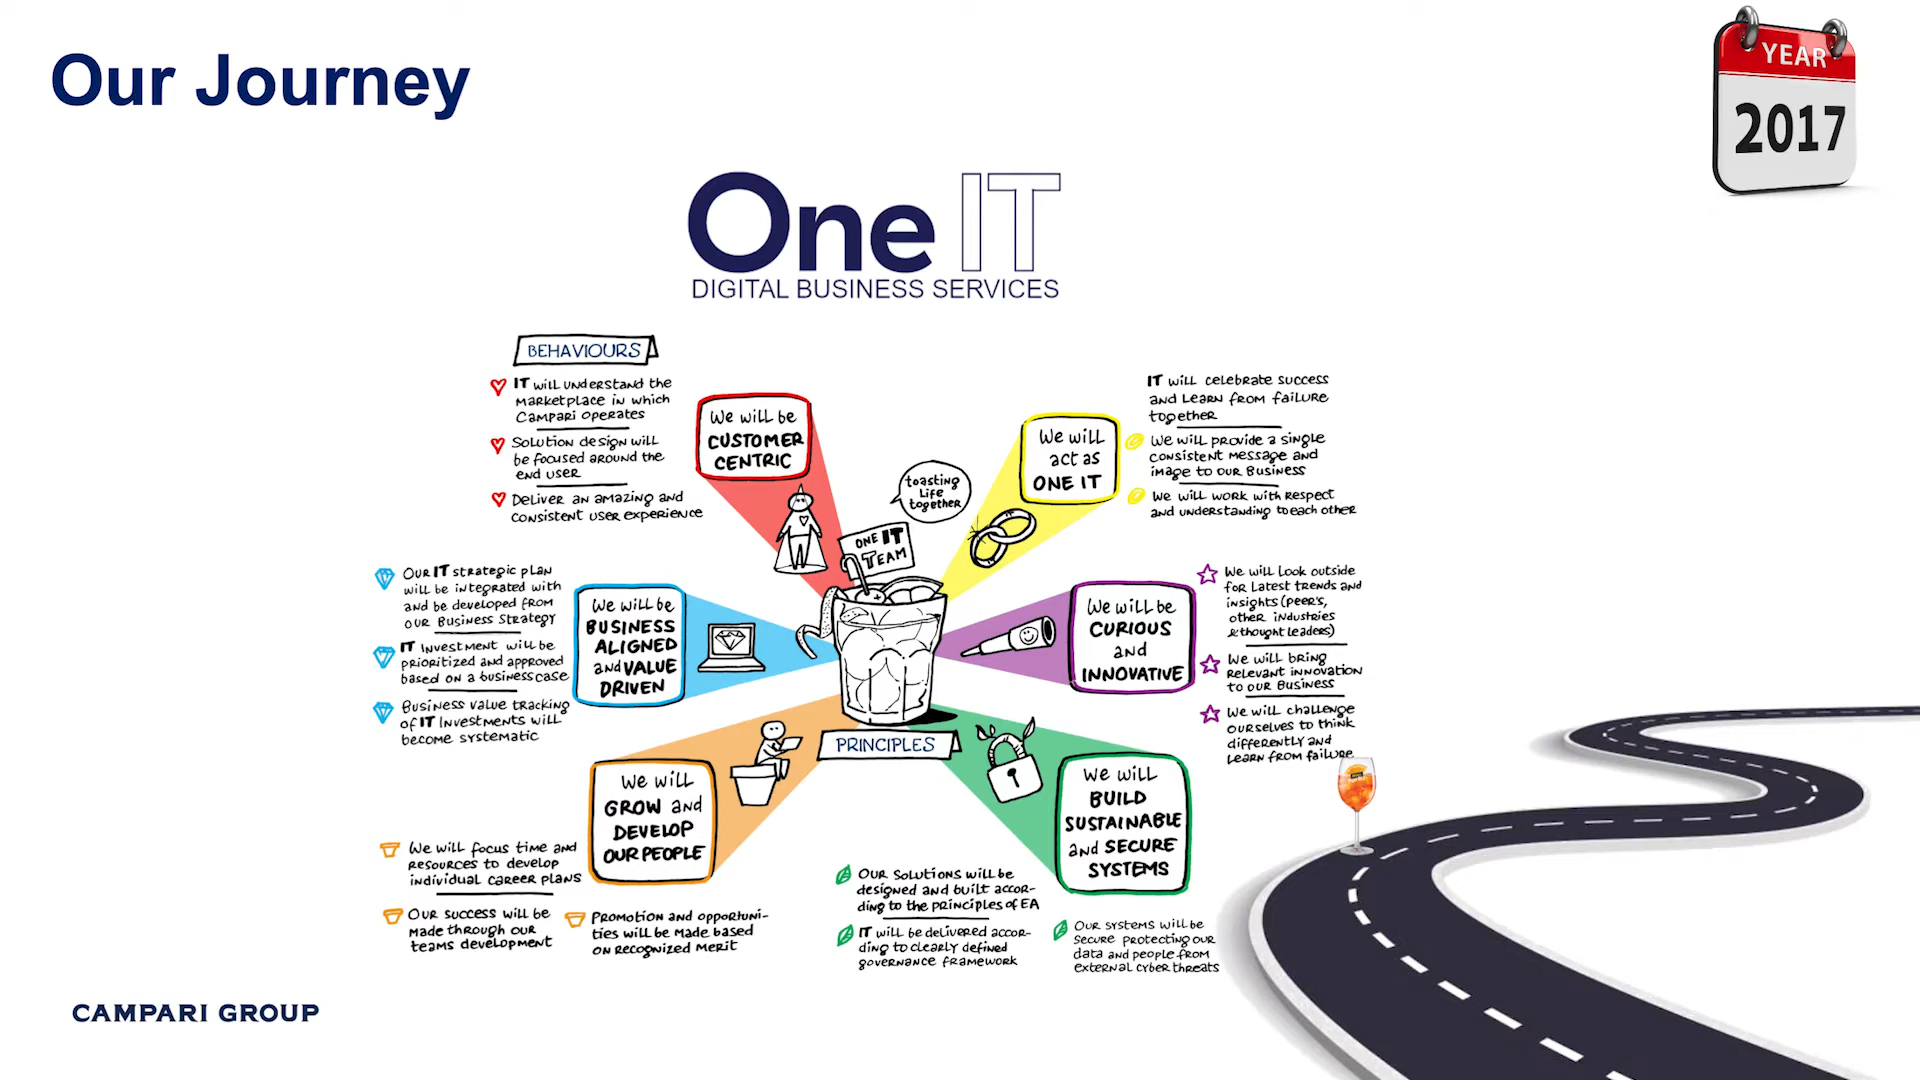 Our Journey
YEAR
2017
One IT
DIGITAL BUSINESS SERVICES
BEHAVIOURS
IT will understand the
marketplace in which
Campari operates
Solution design will
be focused around the
end user
Deliver an amazing and
consistent user experience
We will be
CUSTOMER
CENTRIC
toasting
Life
together
ONE IT
TEAM
We will
act as
ONE IT
IT will celebrate success
and learn from failure
together
We will provide a single
consistent message and
image to our Business
We will work with respect
and understanding to each other
Our IT strategic plan
will be integrated with
and be developed from
our Business Strategy
IT Investment will be
prioritized and approved
based on a business case
Business value tracking
of IT Investments will
become systematic
We will be
BUSINESS
ALIGNED
and VALUE
DRIVEN
We will be
CURIOUS
and
INNOVATIVE
We will look outside
for latest trends and
insights (peer's,
other industries
& thought leaders)
We will bring
relevant innovation
to our Business
We will challenge
ourselves to think
differently and
learn from failure
PRINCIPLES
We will
GROW and
DEVELOP
OUR PEOPLE
We will focus time and
resources to develop
individual career plans
Our success will be
made through our
teams development
Promotion and opportuni-
ties will be made based
on recognized merit
We will
BUILD
SUSTAINABLE
and SECURE
SYSTEMS
Our solutions will be
designed and built accor-
ding to the principles of EA
IT will be delivered accor-
ding to clearly defined
governance framework
Our systems will be
secure protecting our
data and people from
external cyber threats
CAMPARI GROUP